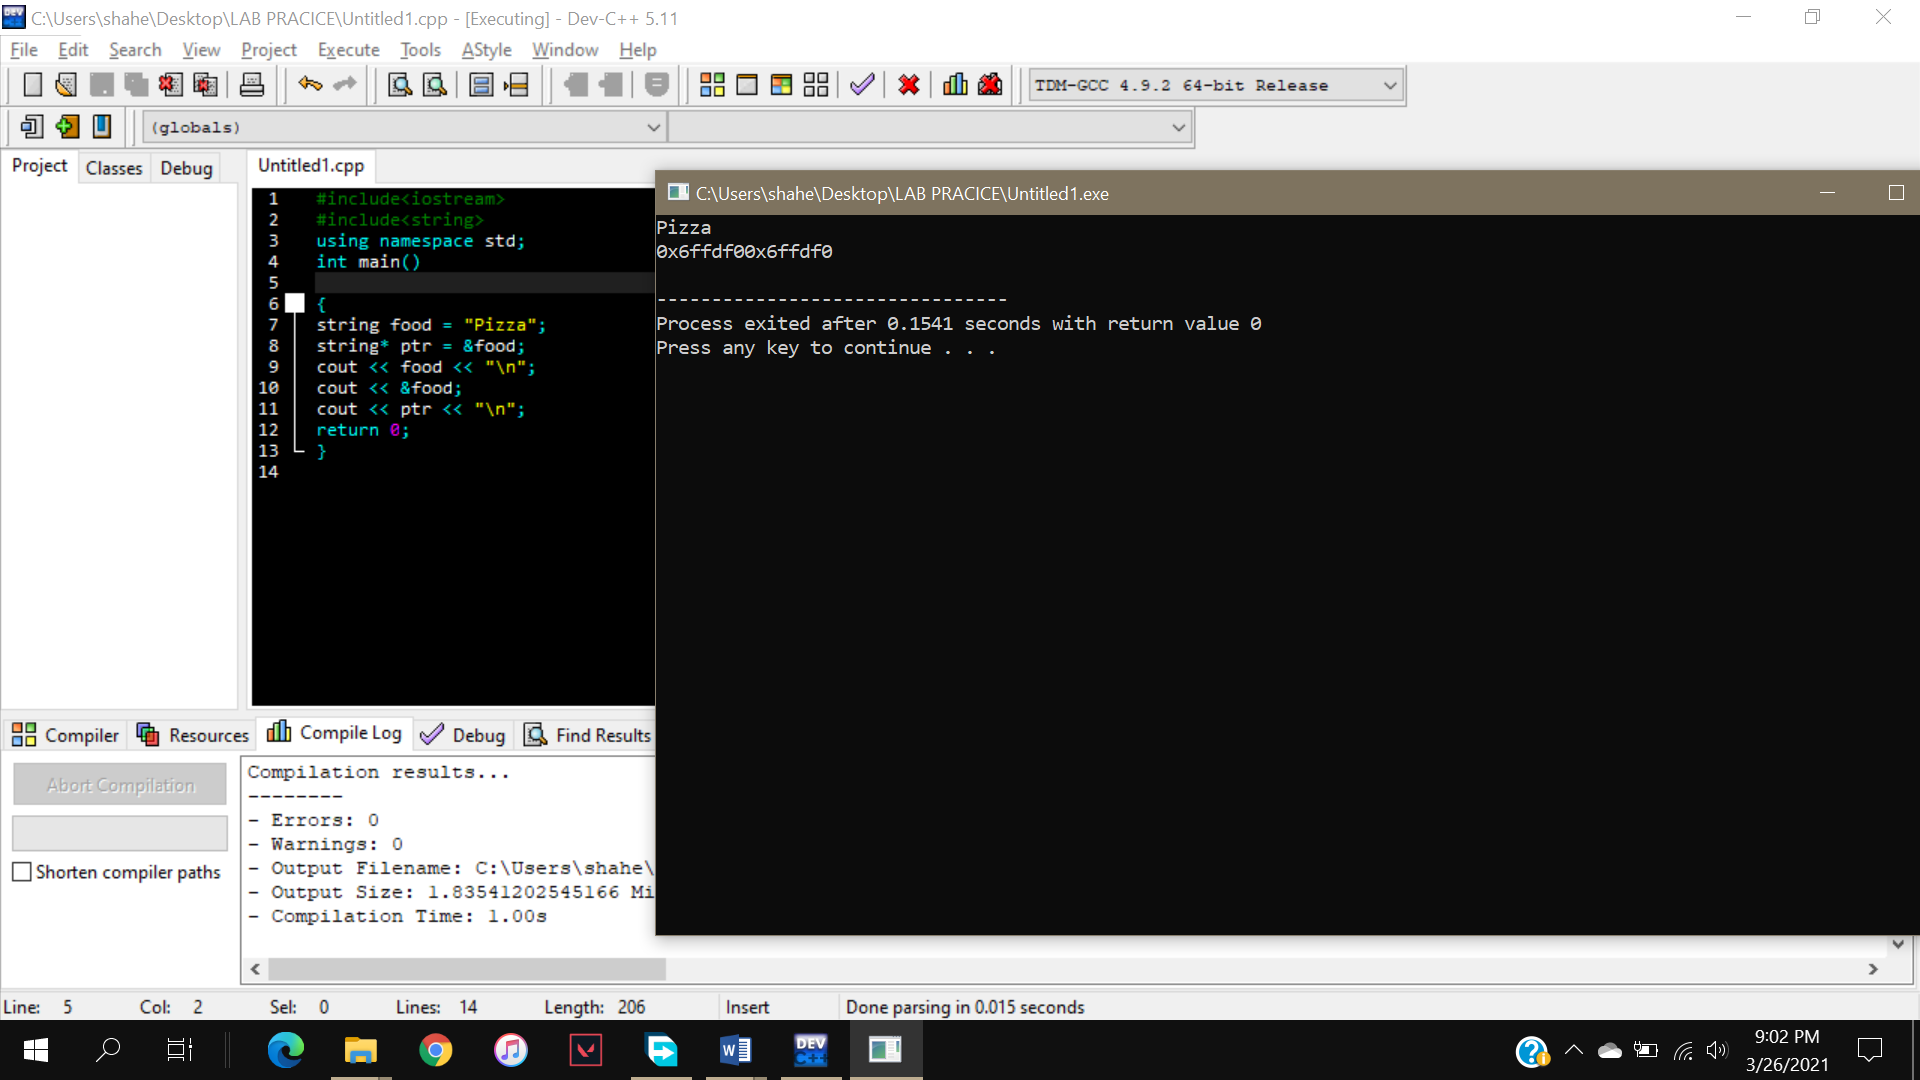 C:\Users\shahe\Desktop\LAB PRACICE\Untitled1.cpp - [Executing] - Dev-C++ 5.11
File Edit Search View Project Execute Tools AStyle Window Help
TDM-GCC 4.9.2 64-bit Release
(globals)
Project Classes Debug
Untitled1.cpp
1 #include<iostream>
2 #include<string>
3 using namespace std;
4 int main()
5
6 {
7 string food = "Pizza";
8 string* ptr = &food;
9 cout << food << "\n";
10 cout << &food;
11 cout << ptr << "\n";
12 return 0;
13 }
14
C:\Users\shahe\Desktop\LAB PRACICE\Untitled1.exe
Pizza
0x6ffdf00x6ffdf0
--------------------------------
Process exited after 0.1541 seconds with return value 0
Press any key to continue . . .
Compiler Resources Compile Log Debug Find Results
Abort Compilation
Shorten compiler paths
Compilation results...
--------
- Errors: 0
- Warnings: 0
- Output Filename: C:\Users\shahe\
- Output Size: 1.83541202545166 Mi
- Compilation Time: 1.00s
Line: 5 Col: 2 Sel: 0 Lines: 14 Length: 206 Insert Done parsing in 0.015 seconds
DEV C++
9:02 PM
3/26/2021